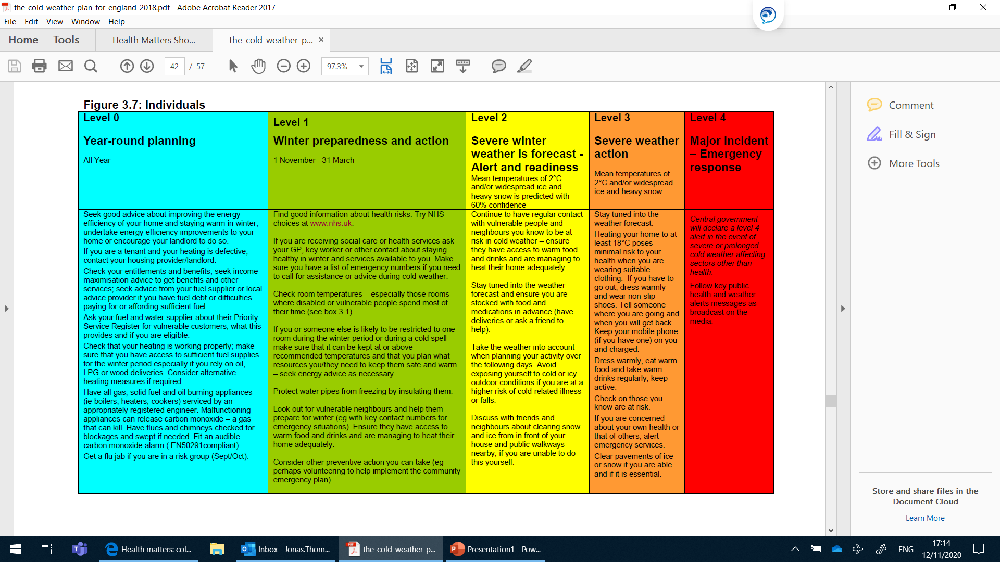 the_cold_weather_plan_for_england_2018.pdf - Adobe Acrobat Reader 2017
File Edit View Window Help
Home Tools Health Matters Sho... the_cold_weather_p... ×
42 / 57 97.3%
Figure 3.7: Individuals
Level 0
Year-round planning
All Year
Seek good advice about improving the energy
efficiency of your home and staying warm in winter;
undertake energy efficiency improvements to your
home or encourage your landlord to do so.
If you are a tenant and your heating is defective,
contact your housing provider/landlord.
Check your entitlements and benefits; seek income
maximisation advice to get benefits and other
services; seek advice from your fuel supplier or local
advice provider if you have fuel debt or difficulties
paying for or affording sufficient fuel.
Ask your fuel and water supplier about their Priority
Service Register for vulnerable customers, what this
provides and if you are eligible.
Check that your heating is working properly; make
sure that you have access to sufficient fuel supplies
for the winter period especially if you rely on oil,
LPG or wood deliveries. Consider alternative
heating measures if required.
Have all gas, solid fuel and oil burning appliances
(ie boilers, heaters, cookers) serviced by an
appropriately registered engineer. Malfunctioning
appliances can release carbon monoxide – a gas
that can kill. Have flues and chimneys checked for
blockages and swept if needed. Fit an audible
carbon monoxide alarm ( EN50291compliant).
Get a flu jab if you are in a risk group (Sept/Oct).
Level 1
Winter preparedness and action
1 November - 31 March
Find good information about health risks. Try NHS
choices at www.nhs.uk.
If you are receiving social care or health services ask
your GP, key worker or other contact about staying
healthy in winter and services available to you. Make
sure you have a list of emergency numbers if you need
to call for assistance or advice during cold weather.
Check room temperatures – especially those rooms
where disabled or vulnerable people spend most of
their time (see box 3.1).
If you or someone else is likely to be restricted to one
room during the winter period or during a cold spell
make sure that it can be kept at or above
recommended temperatures and that you plan what
resources you/they need to keep them safe and warm
– seek energy advice as necessary.
Protect water pipes from freezing by insulating them.
Look out for vulnerable neighbours and help them
prepare for winter (eg with key contact numbers for
emergency situations). Ensure they have access to
warm food and drinks and are managing to heat their
home adequately.
Consider other preventive action you can take (eg
perhaps volunteering to help implement the community
emergency plan).
Level 2
Severe winter
weather is forecast -
Alert and readiness
Mean temperatures of 2°C
and/or widespread ice and
heavy snow is predicted with
60% confidence
Continue to have regular contact
with vulnerable people and
neighbours you know to be at
risk in cold weather – ensure
they have access to warm food
and drinks and are managing to
heat their home adequately.
Stay tuned into the weather
forecast and ensure you are
stocked with food and
medications in advance (have
deliveries or ask a friend to
help).
Take the weather into account
when planning your activity over
the following days. Avoid
exposing yourself to cold or icy
outdoor conditions if you are at a
higher risk of cold-related illness
or falls.
Discuss with friends and
neighbours about clearing snow
and ice from in front of your
house and public walkways
nearby, if you are unable to do
this yourself.
Level 3
Severe weather
action
Mean temperatures of
2°C and/or widespread
ice and heavy snow
Stay tuned into the
weather forecast.
Heating your home to at
least 18°C poses
minimal risk to your
health when you are
wearing suitable
clothing. If you have to
go out, dress warmly
and wear non-slip
shoes. Tell someone
where you are going and
when you will get back.
Keep your mobile phone
(if you have one) on you
and charged.
Dress warmly, eat warm
food and take warm
drinks regularly; keep
active.
Check on those you
know are at risk.
If you are concerned
about your own health or
that of others, alert
emergency services.
Clear pavements of ice
or snow if you are able
and if it is essential.
Level 4
Major incident
– Emergency
response
Central government
will declare a level 4
alert in the event of
severe or prolonged
cold weather affecting
sectors other than
health.
Follow key public
health and weather
alerts messages as
broadcast on the
media.
Comment
Fill & Sign
More Tools
Store and share files in the
Document Cloud
Learn More
Health matters: col... Inbox - Jonas.Thom... the_cold_weather_p... Presentation1 - Pow... ENG
17:14
12/11/2020